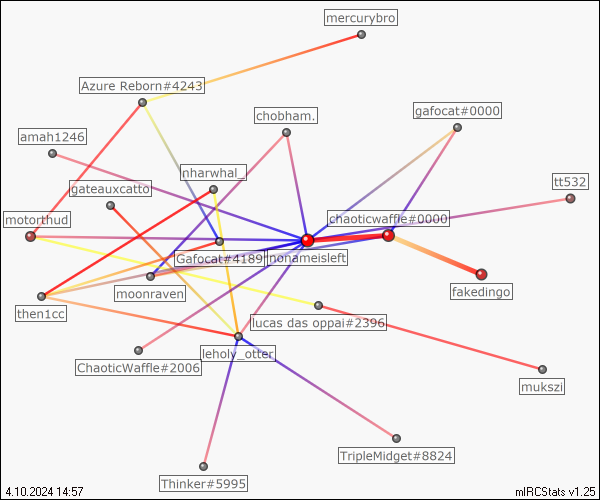 mercurybro
Azure Reborn#4243
chobham.
gafocat#0000
amah1246
nharwhal_
tt532
gateauxcatto
motorthud
chaoticwaffle#0000
Gafocat#4189
nonameisleft
moonraven
fakedingo
then1cc
lucas das oppai#2396
leholy_otter
ChaoticWaffle#2006
mukszi
TripleMidget#8824
Thinker#5995
4.10.2024 14:57
mIRCStats v1.25